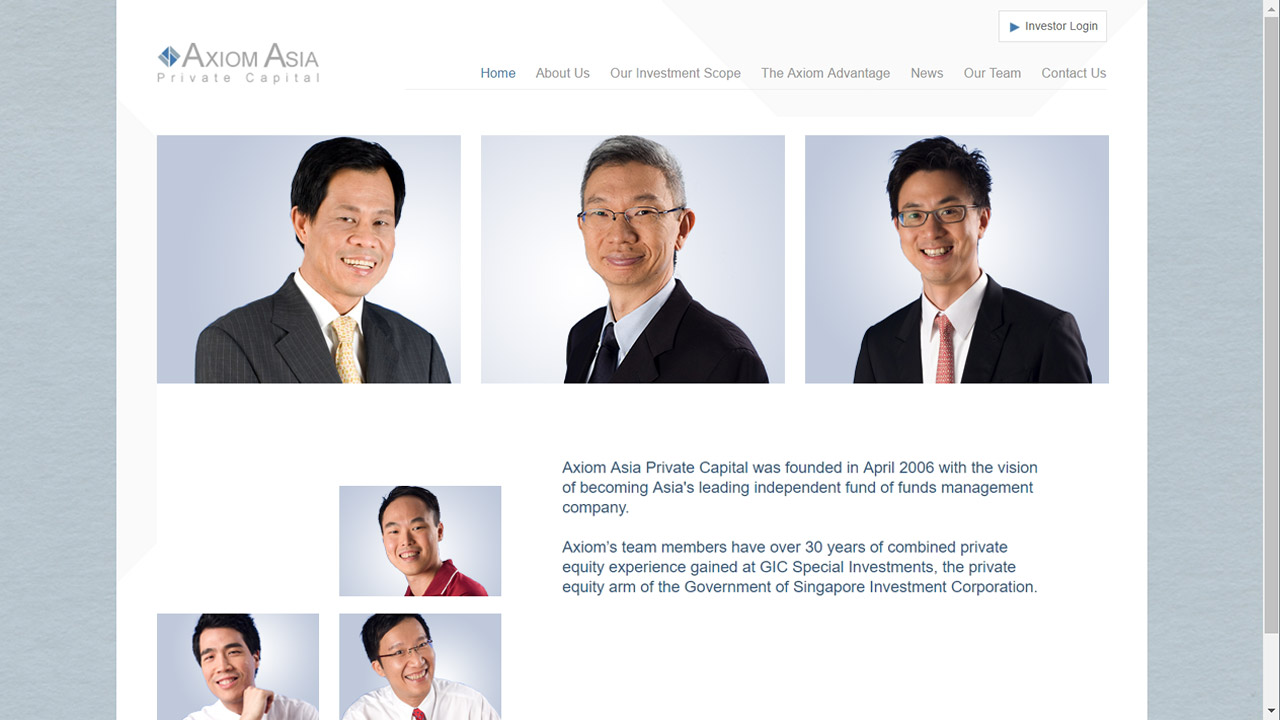 Investor Login
AXIOM ASIA
Private Capital
Home About Us Our Investment Scope The Axiom Advantage News Our Team Contact Us
Axiom Asia Private Capital was founded in April 2006 with the vision
of becoming Asia's leading independent fund of funds management
company.
Axiom’s team members have over 30 years of combined private
equity experience gained at GIC Special Investments, the private
equity arm of the Government of Singapore Investment Corporation.